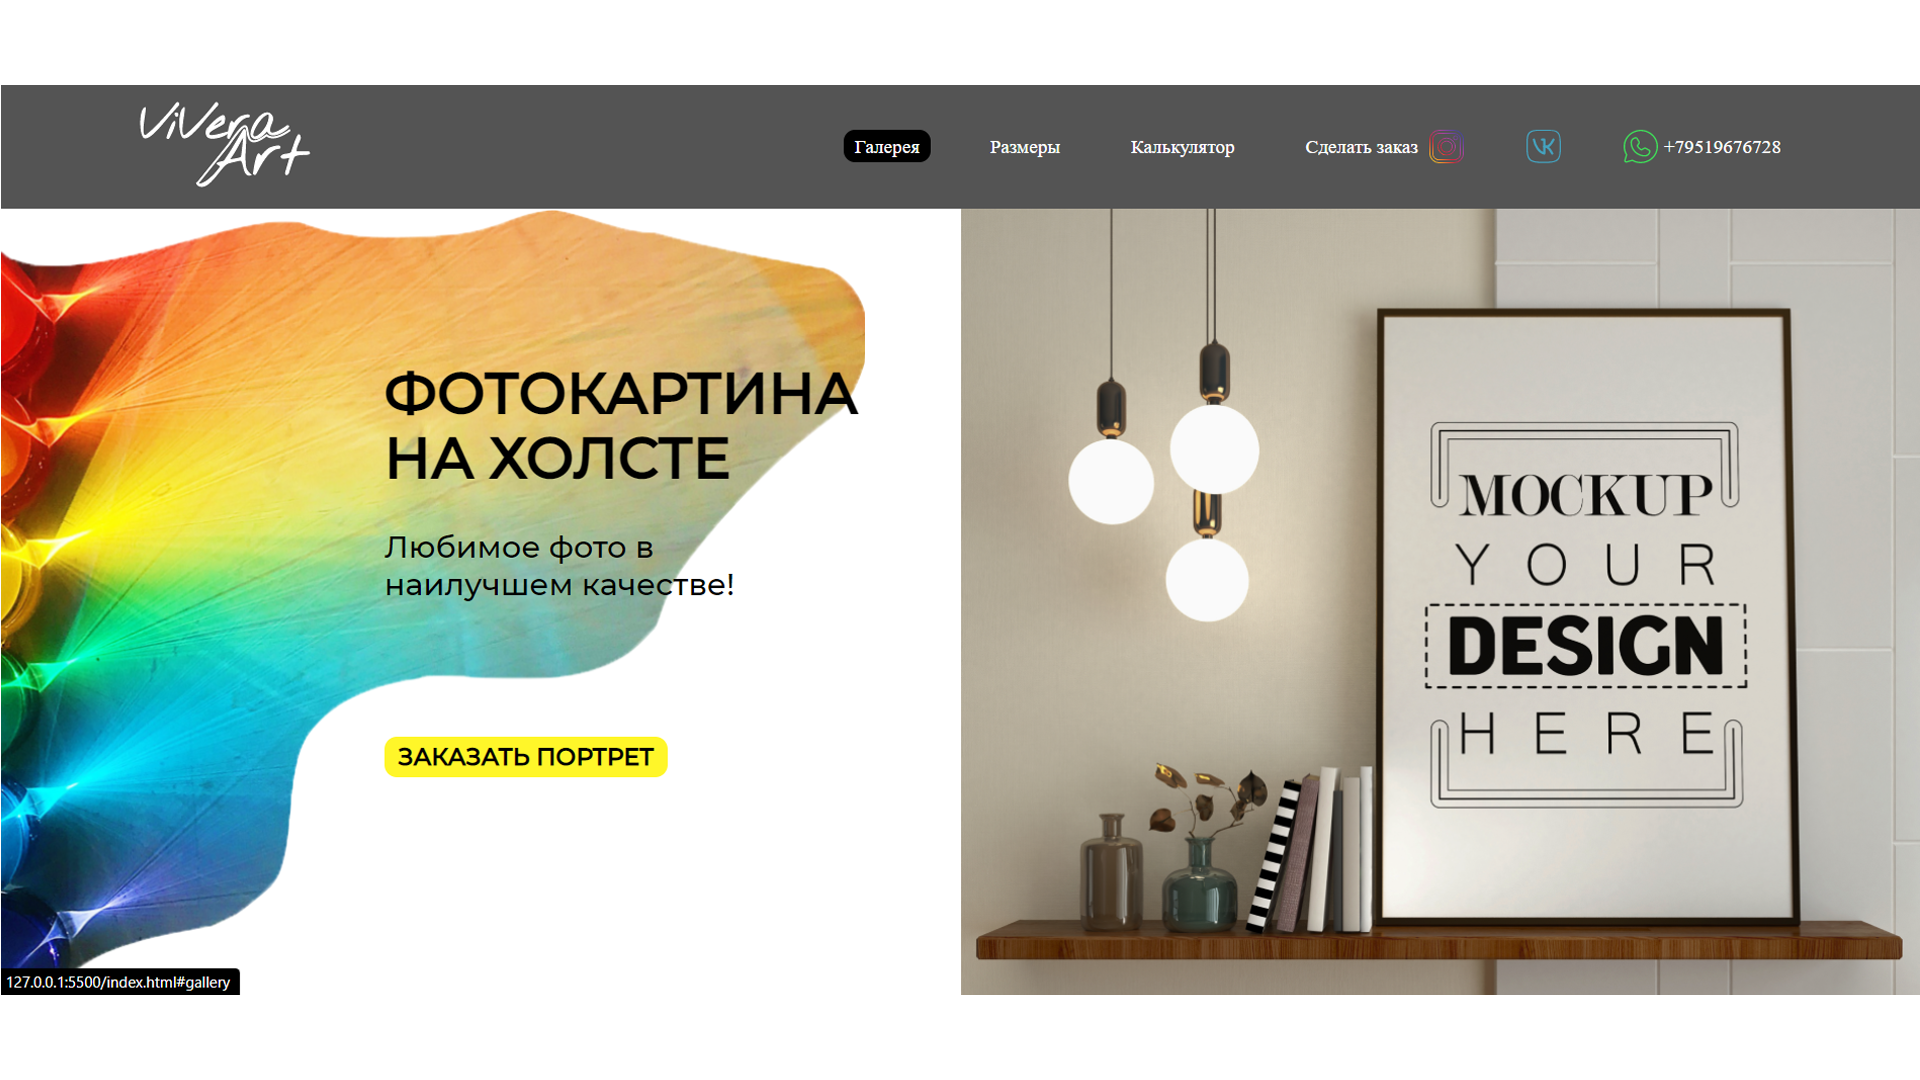 ViVera
Art
Галерея Размеры Калькулятор Сделать заказ +79519676728
ФОТОКАРТИНА
НА ХОЛСТЕ
Любимое фото в
наилучшем качестве!
ЗАКАЗАТЬ ПОРТРЕТ
MOCKUP
YOUR
DESIGN
HERE
127.0.0.1:5500/index.html#gallery